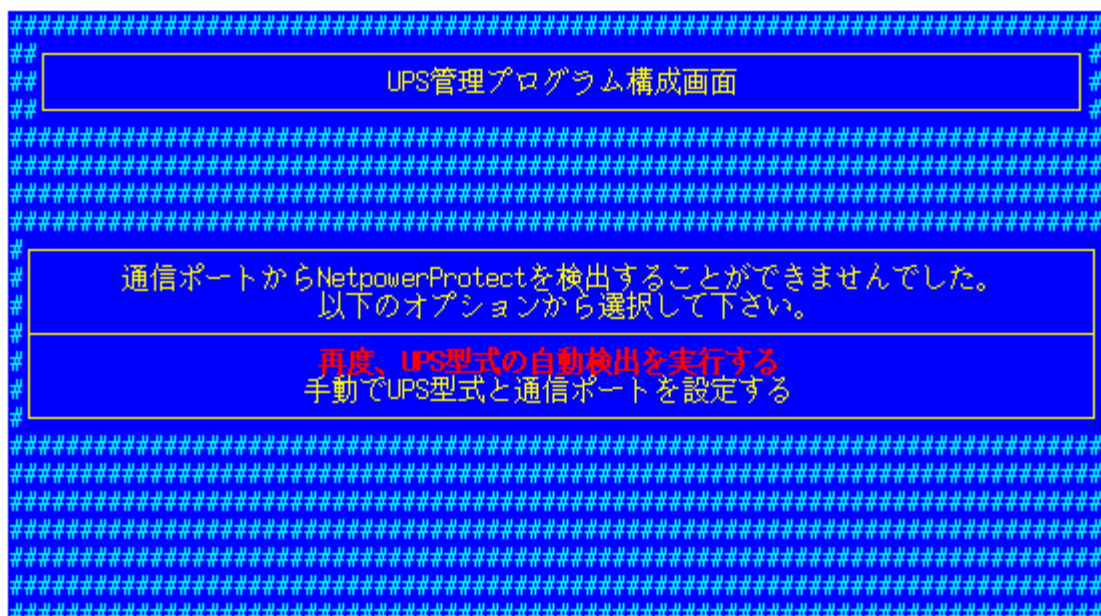 UPS管理プログラム構成画面
通信ポートからNetpowerProtectを検出することができませんでした。
以下のオプションから選択して下さい。
再度、UPS型式の自動検出を実行する
手動でUPS型式と通信ポートを設定する